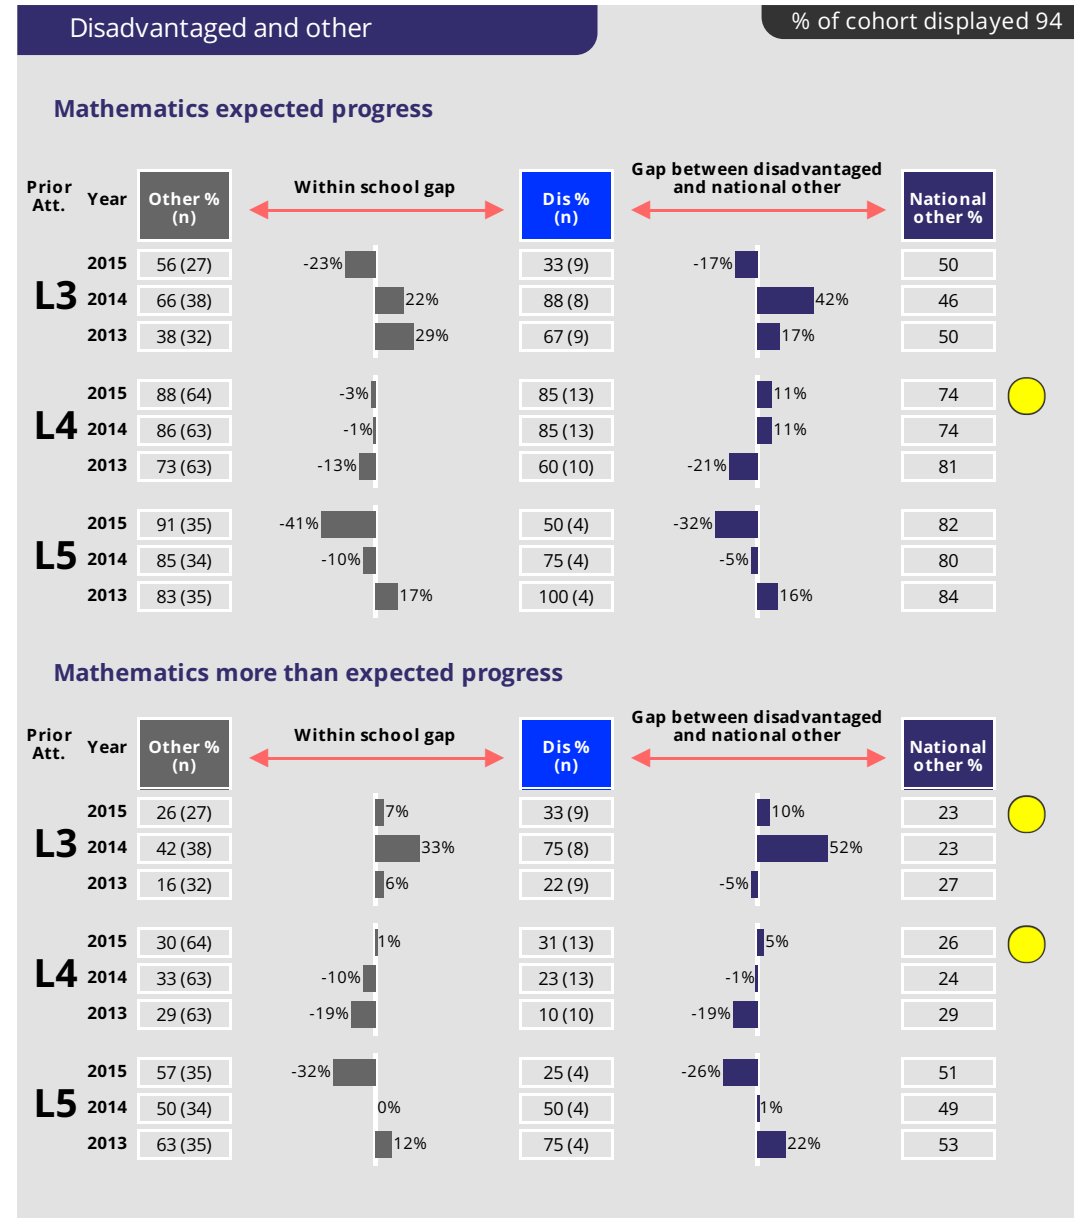 Disadvantaged and other
% of cohort displayed 94
Mathematics expected progress
Prior Att.
Year
Other % (n)
Within school gap
Dis % (n)
Gap between disadvantaged and national other
National other %
L3
2015 56 (27) -23% 33 (9) -17% 50
2014 66 (38) 22% 88 (8) 42% 46
2013 38 (32) 29% 67 (9) 17% 50
L4
2015 88 (64) -3% 85 (13) 11% 74
2014 86 (63) -1% 85 (13) 11% 74
2013 73 (63) -13% 60 (10) -21% 81
L5
2015 91 (35) -41% 50 (4) -32% 82
2014 85 (34) -10% 75 (4) -5% 80
2013 83 (35) 17% 100 (4) 16% 84
Mathematics more than expected progress
Prior Att.
Year
Other % (n)
Within school gap
Dis % (n)
Gap between disadvantaged and national other
National other %
L3
2015 26 (27) 7% 33 (9) 10% 23
2014 42 (38) 33% 75 (8) 52% 23
2013 16 (32) 6% 22 (9) -5% 27
L4
2015 30 (64) 1% 31 (13) 5% 26
2014 33 (63) -10% 23 (13) -1% 24
2013 29 (63) -19% 10 (10) -19% 29
L5
2015 57 (35) -32% 25 (4) -26% 51
2014 50 (34) 0% 50 (4) 1% 49
2013 63 (35) 12% 75 (4) 22% 53